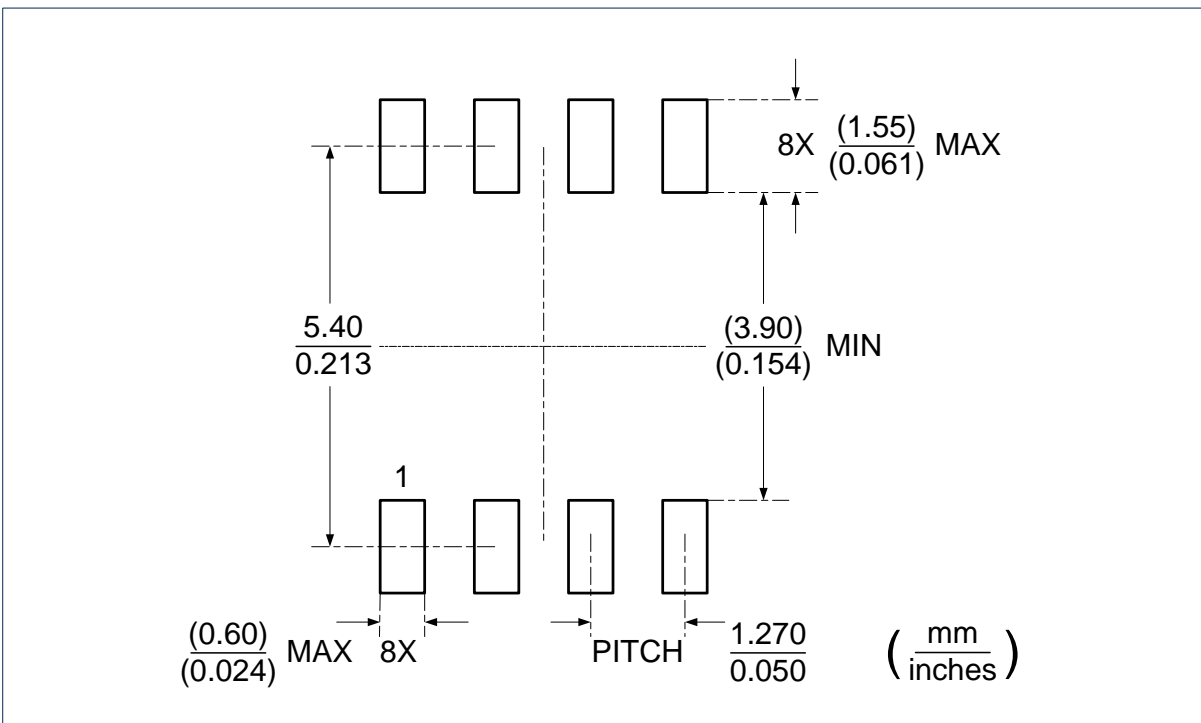 8X (1.55) MAX
(0.061)
5.40
0.213
(3.90) MIN
(0.154)
1
(0.60) MAX 8X
(0.024)
PITCH 1.270
0.050
(mm
inches)